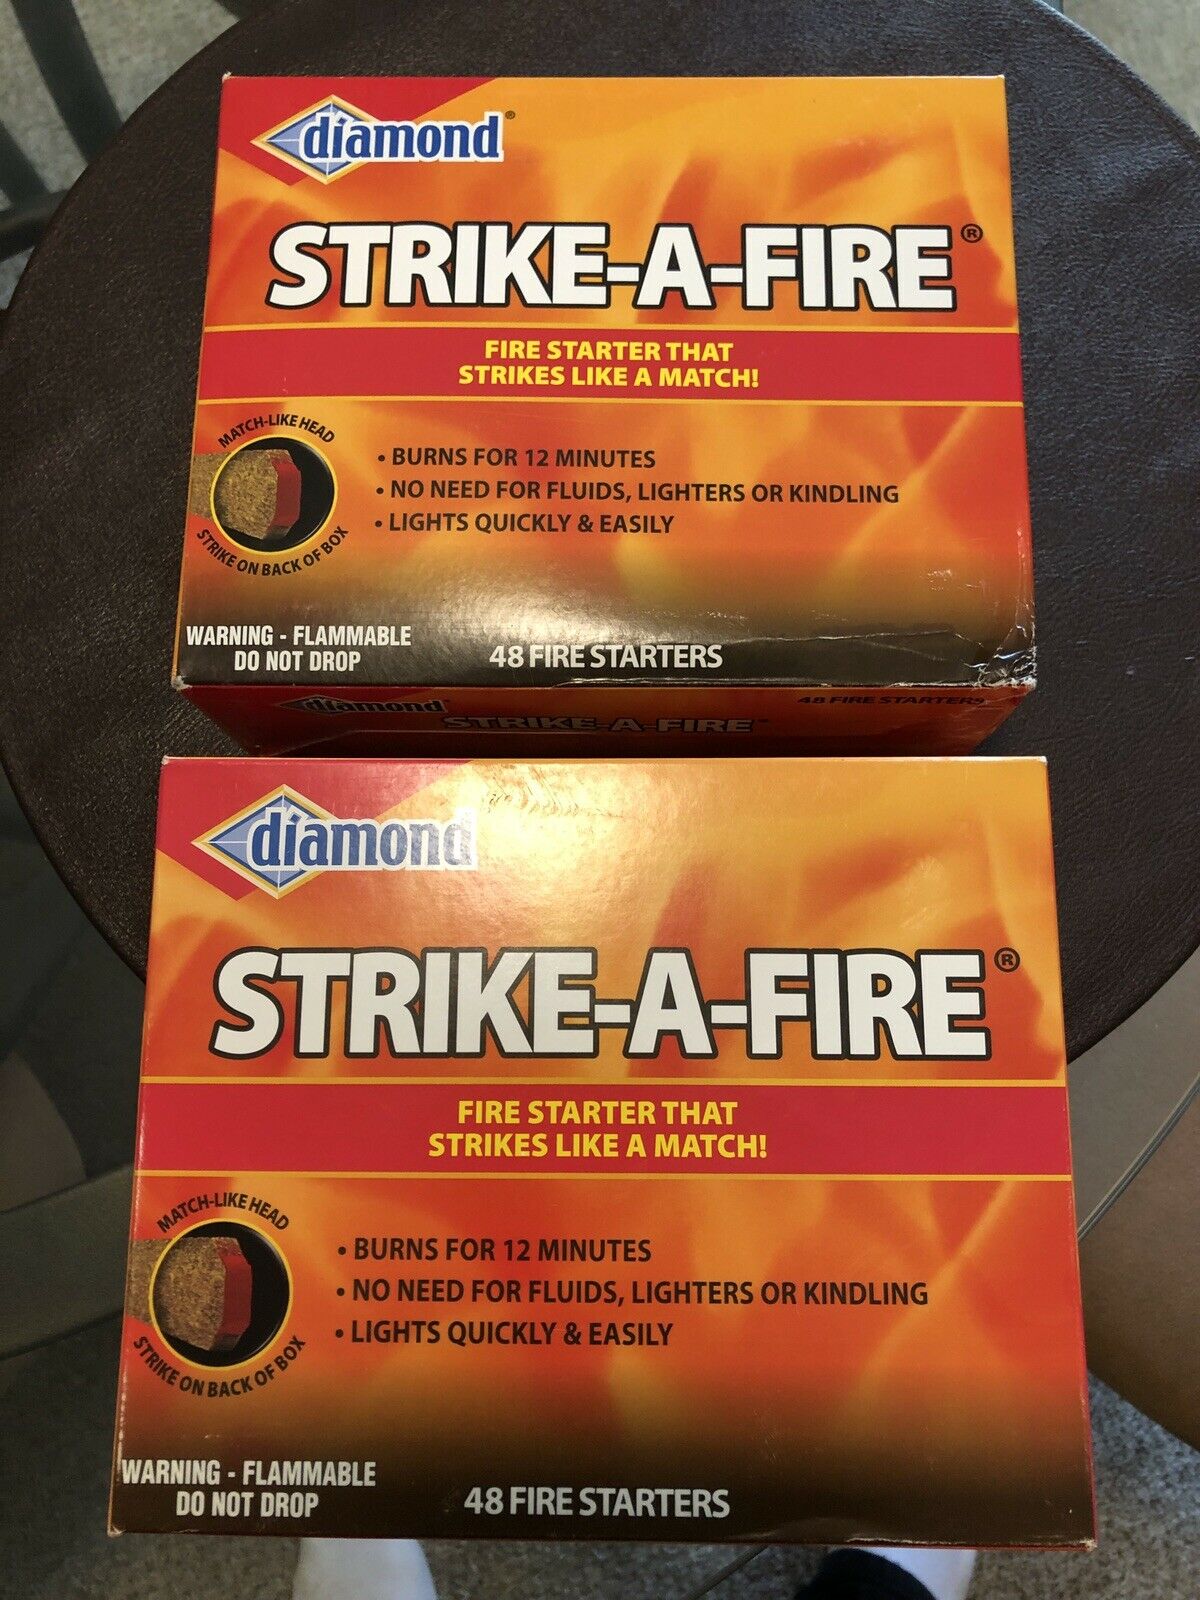 diamond®
STRIKE-A-FIRE®
FIRE STARTER THAT
STRIKES LIKE A MATCH!
MATCH-LIKE HEAD
STRIKE ON BACK OF BOX
• BURNS FOR 12 MINUTES
• NO NEED FOR FLUIDS, LIGHTERS OR KINDLING
• LIGHTS QUICKLY & EASILY
WARNING - FLAMMABLE
DO NOT DROP
48 FIRE STARTERS
diamond
STRIKE-A-FIRE
48 FIRE STARTERS
diamond
STRIKE-A-FIRE®
FIRE STARTER THAT
STRIKES LIKE A MATCH!
MATCH-LIKE HEAD
STRIKE ON BACK OF BOX
• BURNS FOR 12 MINUTES
• NO NEED FOR FLUIDS, LIGHTERS OR KINDLING
• LIGHTS QUICKLY & EASILY
WARNING - FLAMMABLE
DO NOT DROP
48 FIRE STARTERS